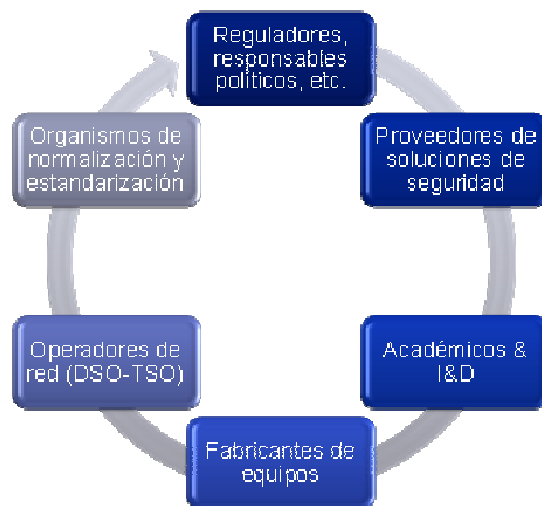 Reguladores,
responsables
políticos, etc.
Proveedores de
soluciones de
seguridad
Académicos &
I&D
Fabricantes de
equipos
Operadores de
red (DSO-TSO)
Organismos de
normalización y
estandarización